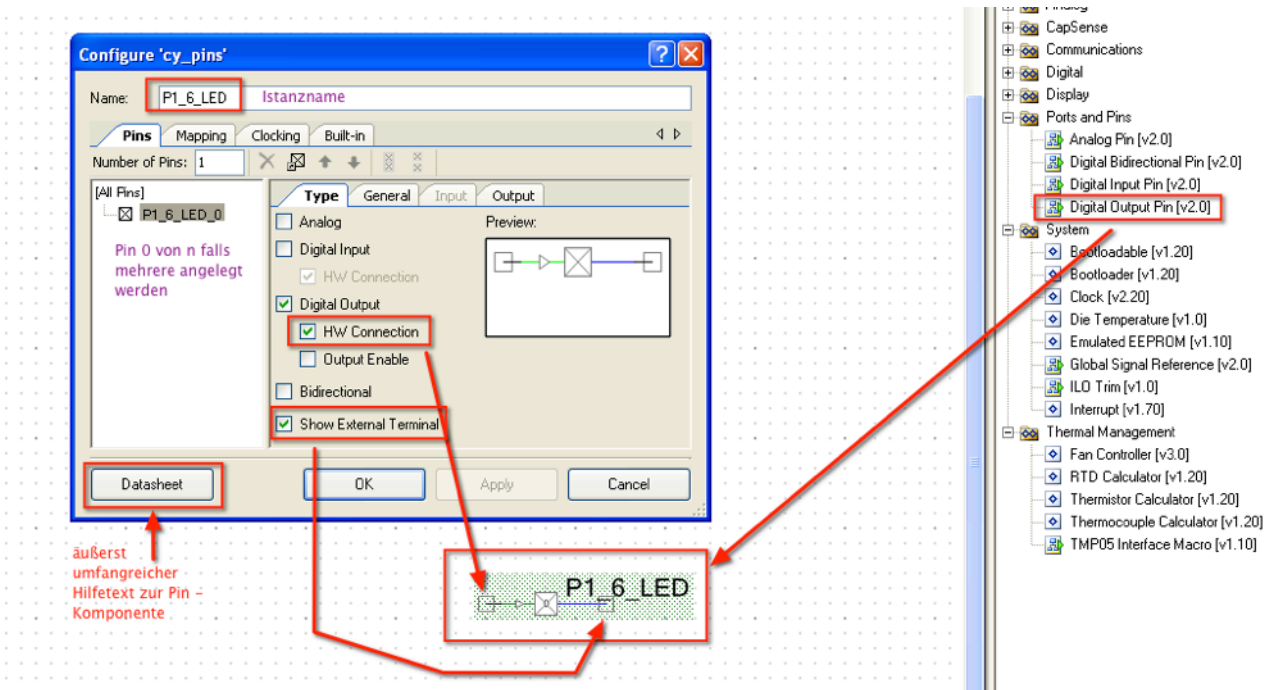 Configure 'cy_pins'
Name: P1_6_LED Istanzname
Pins Mapping Clocking Built-in
Number of Pins: 1
[All Pins]
P1_6_LED_0
Pin 0 von n falls
mehrere angelegt
werden
Type General Input Output
Analog
Digital Input
HW Connection
Digital Output
HW Connection
Output Enable
Bidirectional
Show External Terminal
Preview:
Datasheet OK Apply Cancel
äußerst
umfangreicher
Hilfetext zur Pin –
Komponente
P1_6_LED
Analog
CapSense
Communications
Digital
Display
Ports and Pins
Analog Pin [v2.0]
Digital Bidirectional Pin [v2.0]
Digital Input Pin [v2.0]
Digital Output Pin [v2.0]
System
Bootloadable [v1.20]
Bootloader [v1.20]
Clock [v2.20]
Die Temperature [v1.0]
Emulated EEPROM [v1.10]
Global Signal Reference [v2.0]
ILO Trim [v1.0]
Interrupt [v1.70]
Thermal Management
Fan Controller [v3.0]
RTD Calculator [v1.20]
Thermistor Calculator [v1.20]
Thermocouple Calculator [v1.20]
TMP05 Interface Macro [v1.10]